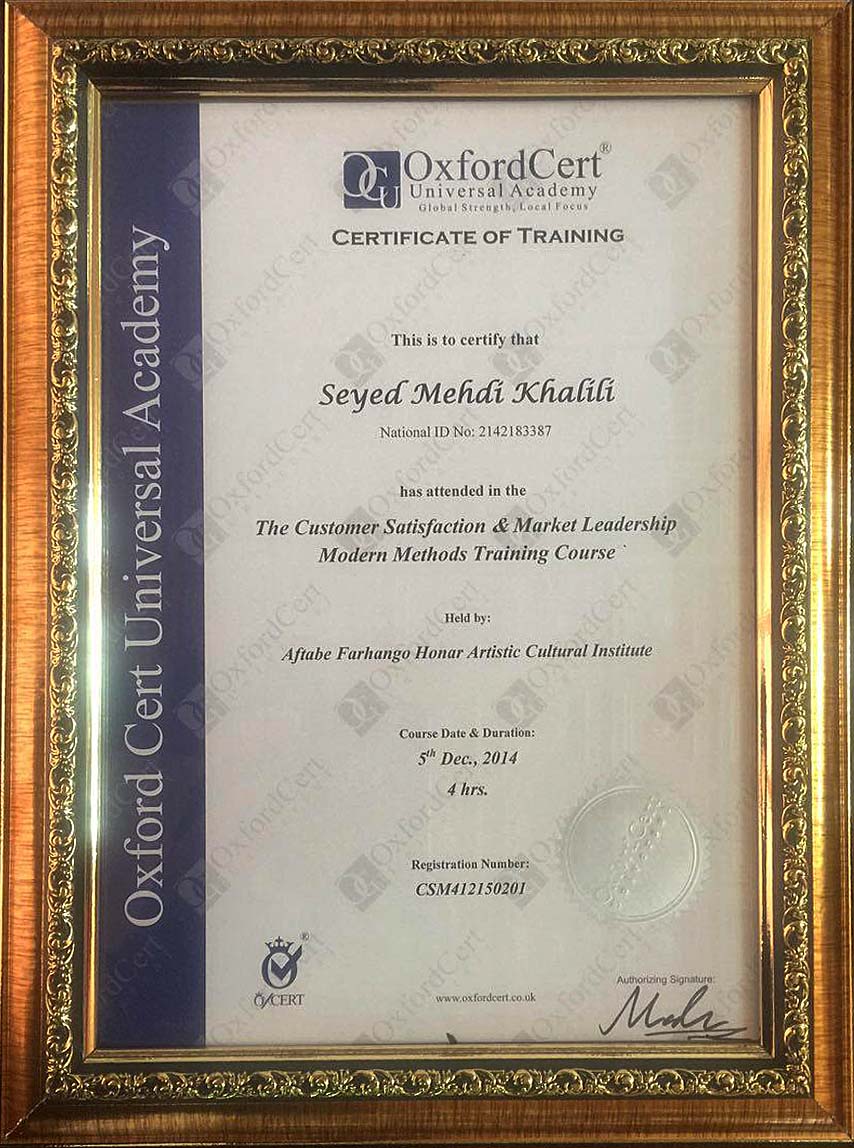 Oxford Cert Universal Academy
OCU
OxfordCert®
Universal Academy
Global Strength, Local Focus
CERTIFICATE OF TRAINING
This is to certify that
Seyed Mehdi Khalili
National ID No: 2142183387
has attended in the
The Customer Satisfaction & Market Leadership
Modern Methods Training Course `
Held by:
Aftabe Farhango Honar Artistic Cultural Institute
Course Date & Duration:
5th Dec., 2014
4 hrs.
Registration Number:
CSM412150201
®
www.oxfordcert.co.uk
Authorizing Signature: